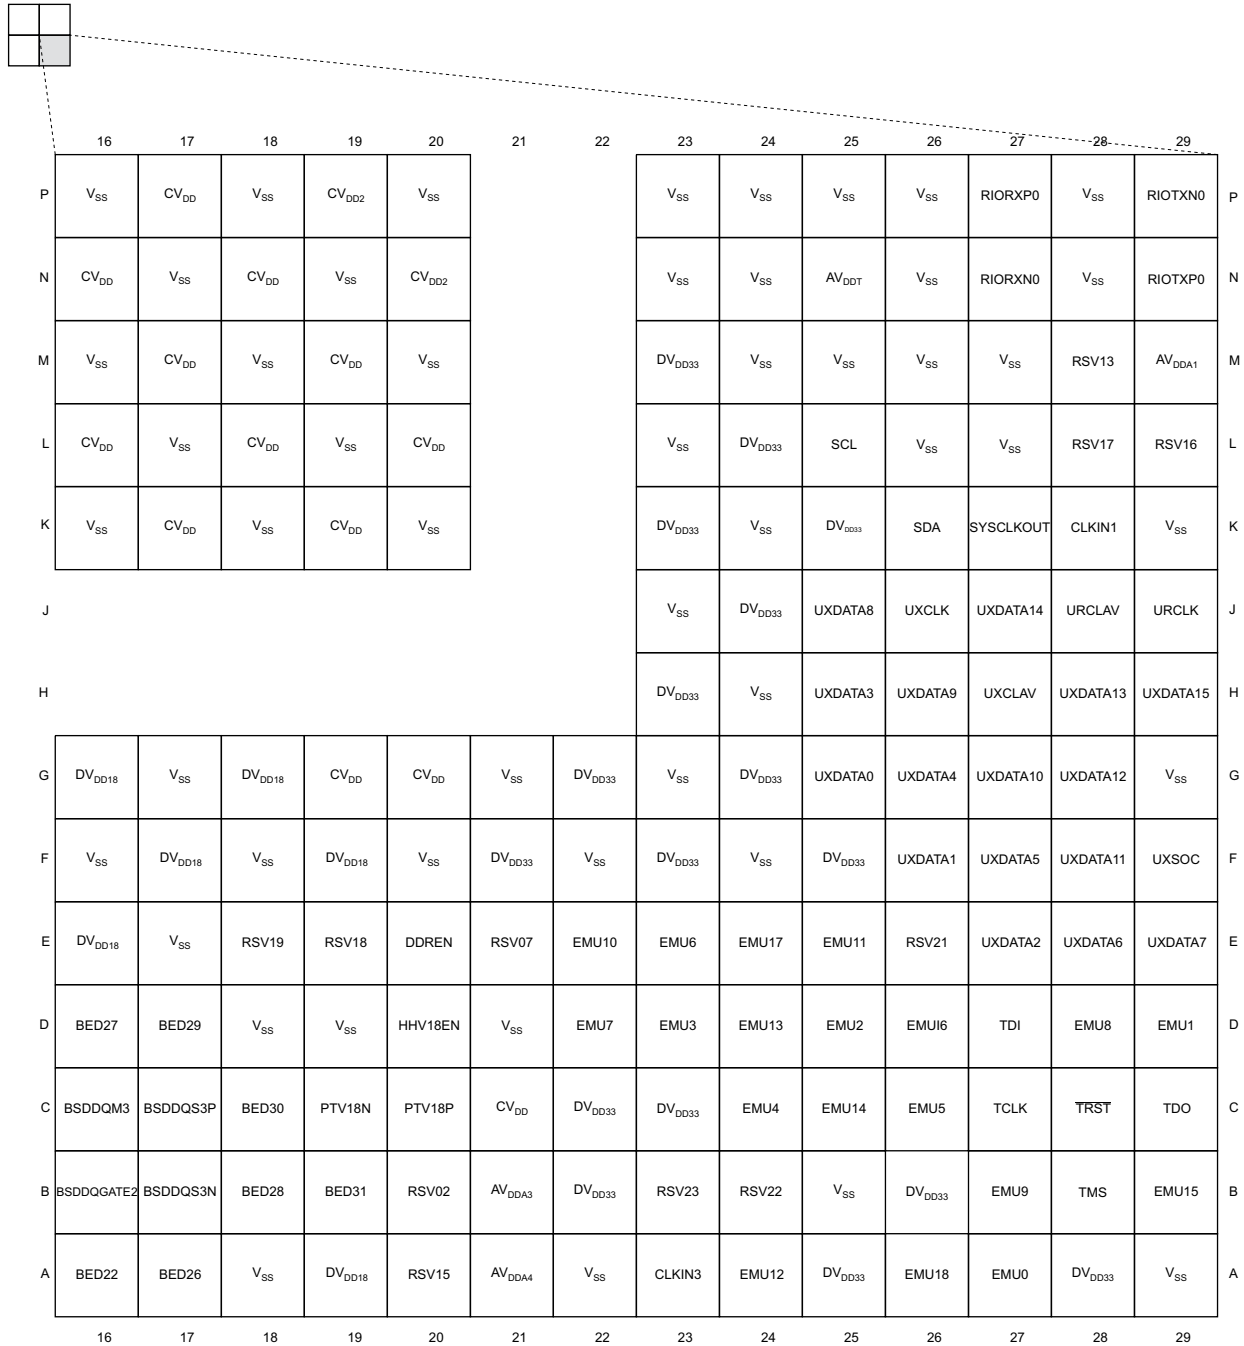 16 17 18 19 20 21 22 23 24 25 26 27 28 29
P VSS CVDD VSS CVDD2 VSS VSS VSS VSS VSS RIORXP0 VSS RIOTXN0 P
N CVDD VSS CVDD VSS CVDD2 VSS VSS AVDDT VSS RIORXN0 VSS RIOTXP0 N
M VSS CVDD VSS CVDD VSS DVDD33 VSS VSS VSS VSS RSV13 AVDDA1 M
L CVDD VSS CVDD VSS CVDD VSS DVDD33 SCL VSS VSS RSV17 RSV16 L
K VSS CVDD VSS CVDD VSS DVDD33 VSS DVDD33 SDA SYSCLKOUT CLKIN1 VSS K
J VSS DVDD33 UXDATA8 UXCLK UXDATA14 URCLAV URCLK J
H DVDD33 VSS UXDATA3 UXDATA9 UXCLAV UXDATA13 UXDATA15 H
G DVDD18 VSS DVDD18 CVDD CVDD VSS DVDD33 VSS DVDD33 UXDATA0 UXDATA4 UXDATA10 UXDATA12 VSS G
F VSS DVDD18 VSS DVDD18 VSS DVDD33 VSS DVDD33 VSS DVDD33 UXDATA1 UXDATA5 UXDATA11 UXSOC F
E DVDD18 VSS RSV19 RSV18 DDREN RSV07 EMU10 EMU6 EMU17 EMU11 RSV21 UXDATA2 UXDATA6 UXDATA7 E
D BED27 BED29 VSS VSS HHV18EN VSS EMU7 EMU3 EMU13 EMU2 EMUI6 TDI EMU8 EMU1 D
C BSDDQM3 BSDDQS3P BED30 PTV18N PTV18P CVDD DVDD33 DVDD33 EMU4 EMU14 EMU5 TCLK TRST TDO C
B BSDDQGATE2 BSDDQS3N BED28 BED31 RSV02 AVDDA3 DVDD33 RSV23 RSV22 VSS DVDD33 EMU9 TMS EMU15 B
A BED22 BED26 VSS DVDD18 RSV15 AVDDA4 VSS CLKIN3 EMU12 DVDD33 EMU18 EMU0 DVDD33 VSS A
16 17 18 19 20 21 22 23 24 25 26 27 28 29